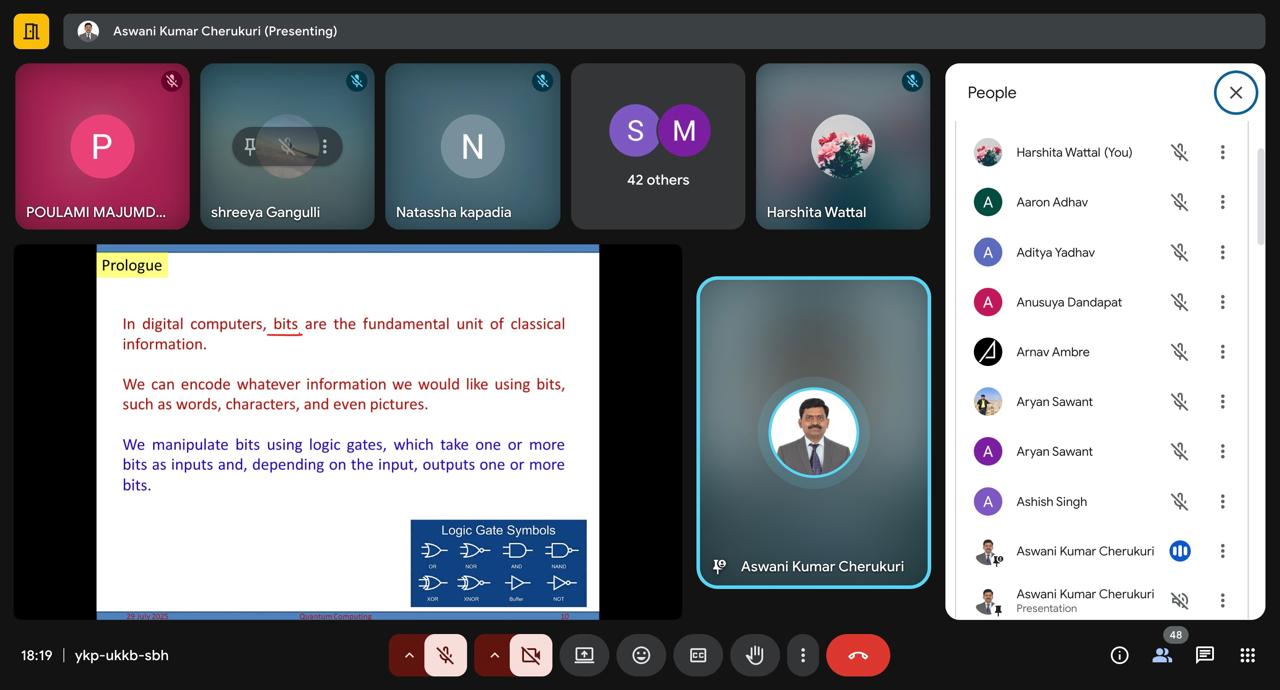 Aswani Kumar Cherukuri (Presenting)
P
POULAMI MAJUMD...
shreeya Gangulli
N
Natassha kapadia
S M
42 others
Harshita Wattal
Prologue
In digital computers, bits are the fundamental unit of classical
information.
We can encode whatever information we would like using bits,
such as words, characters, and even pictures.
We manipulate bits using logic gates, which take one or more
bits as inputs and, depending on the input, outputs one or more
bits.
Logic Gate Symbols
OR NOR AND NAND
XOR XNOR Buffer NOT
29 July 2025 Quantum Computing 10
Aswani Kumar Cherukuri
People
Harshita Wattal (You)
A Aaron Adhav
A Aditya Yadhav
A Anusuya Dandapat
Arnav Ambre
Aryan Sawant
A Aryan Sawant
A Ashish Singh
Aswani Kumar Cherukuri
Aswani Kumar Cherukuri
Presentation
18:19 | ykp-ukkb-sbh
CC
48